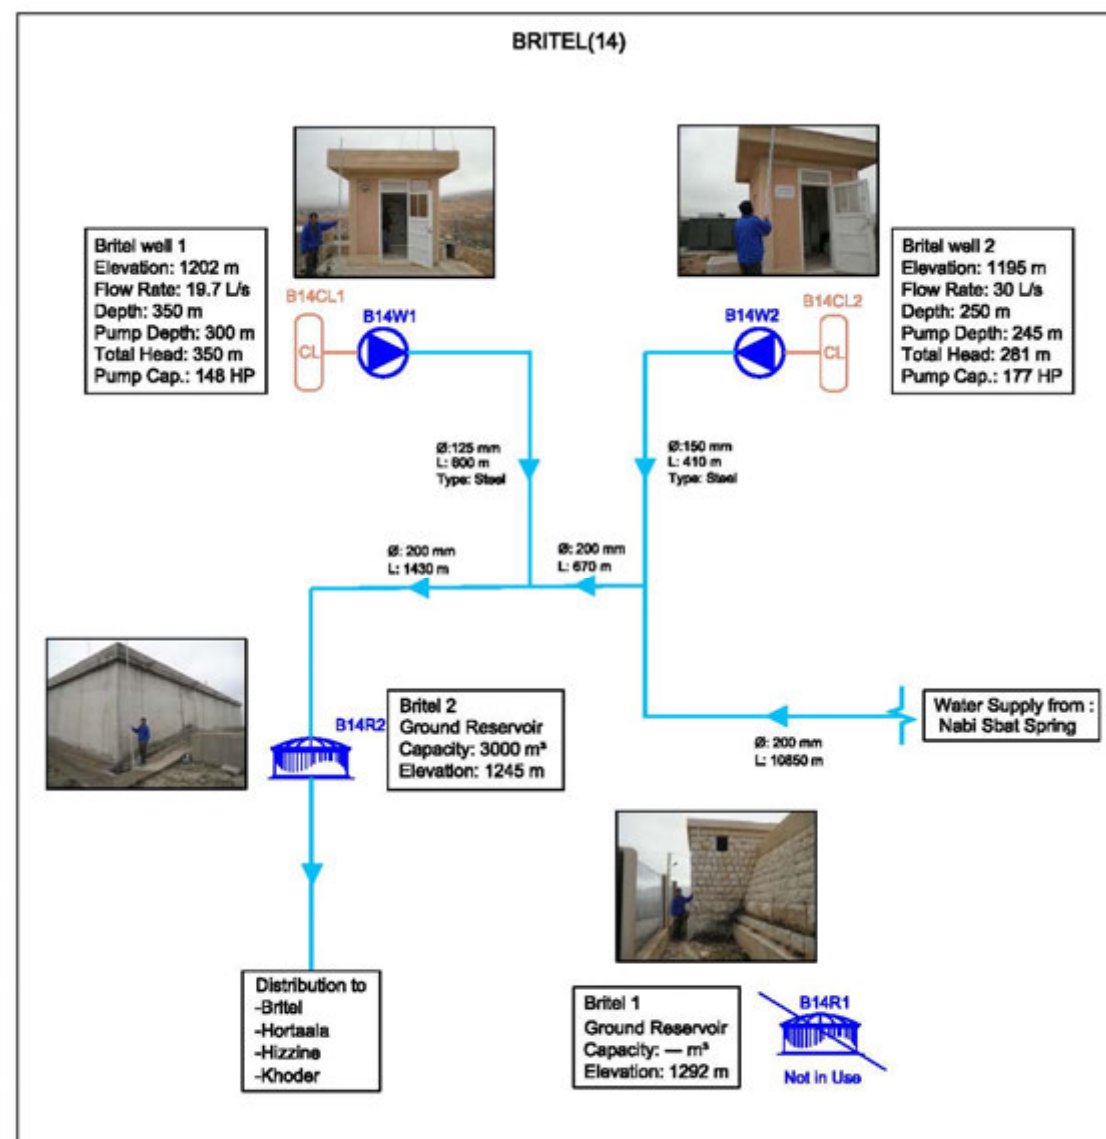 BRITEL(14)
Britel well 1
Elevation: 1202 m
Flow Rate: 19.7 L/s
Depth: 350 m
Pump Depth: 300 m
Total Head: 350 m
Pump Cap.: 148 HP
B14CL1
CL
B14W1
B14W2
B14CL2
CL
Britel well 2
Elevation: 1195 m
Flow Rate: 30 L/s
Depth: 250 m
Pump Depth: 245 m
Total Head: 281 m
Pump Cap.: 177 HP
Ø:125 mm
L: 800 m
Type: Steel
Ø:150 mm
L: 410 m
Type: Steel
Ø: 200 mm
L: 1430 m
Ø: 200 mm
L: 670 m
B14R2
Britel 2
Ground Reservoir
Capacity: 3000 m³
Elevation: 1245 m
Water Supply from :
Nabi Sbat Spring
Ø: 200 mm
L: 10850 m
Distribution to
-Britel
-Hortaala
-Hizzine
-Khoder
Britel 1
Ground Reservoir
Capacity: — m³
Elevation: 1292 m
B14R1
Not in Use